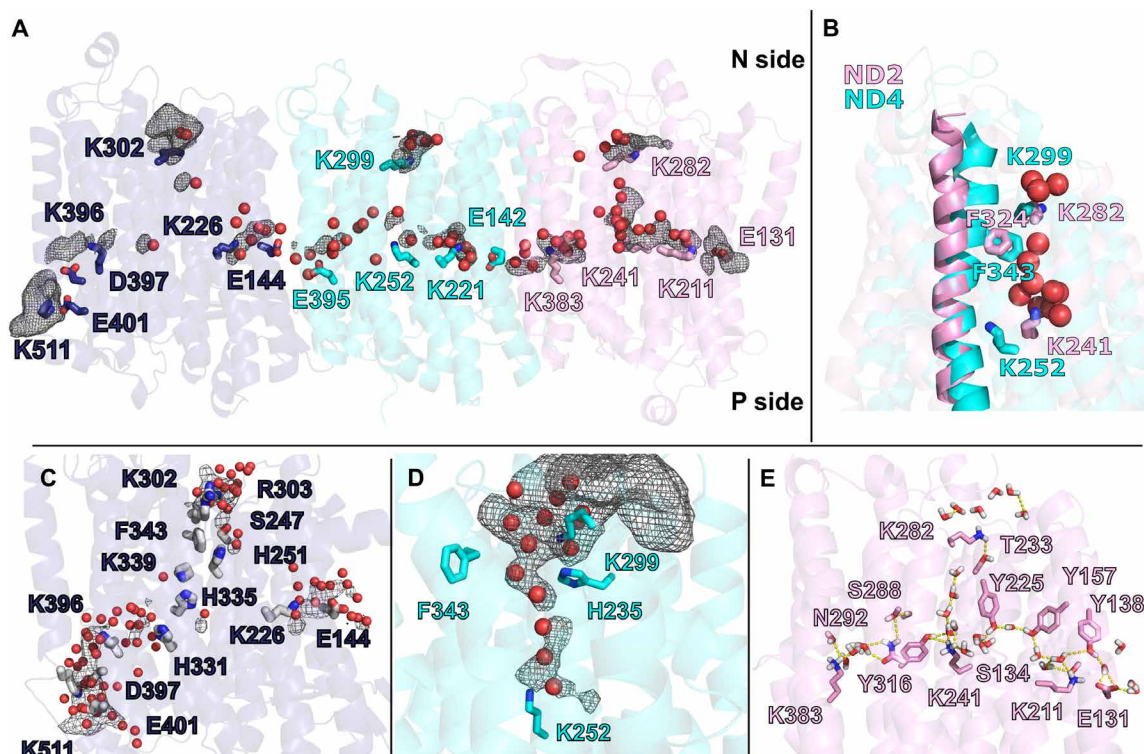 A
N side
K302
K299
K282
K396
K226
E142
E131
D397
E144
E395
K252
K221
K383
K241
K211
E401
K511
P side
B
ND2
ND4
K299
F324
K282
F343
K241
K252
C
K302
R303
F343
S247
K339
H251
K396
H335
K226
E144
H331
D397
E401
K511
D
K299
F343
H235
K252
E
K282
T233
Y225
Y157
S288
Y138
N292
Y316
S134
K241
K211
K383
E131